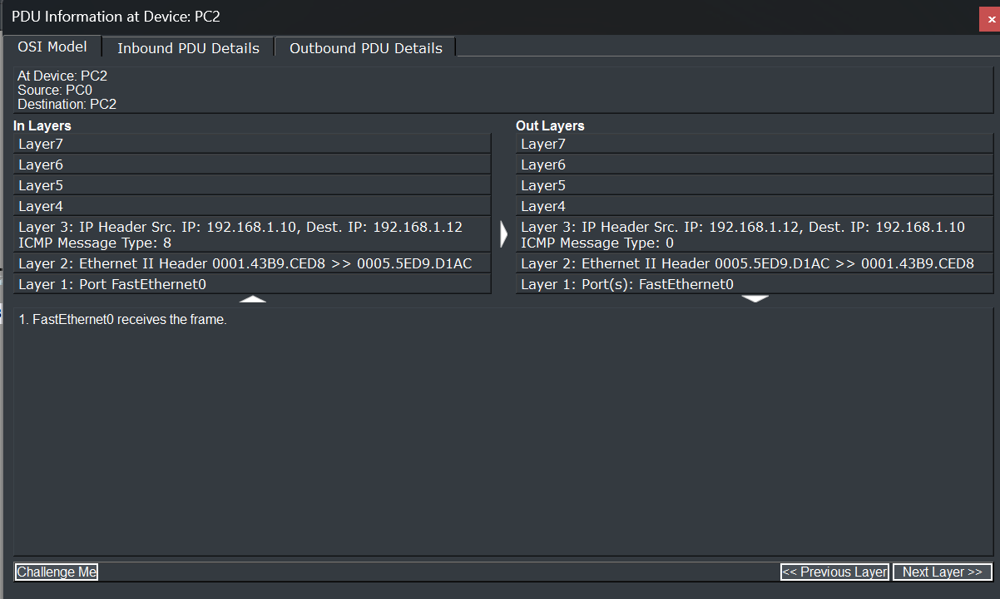 PDU Information at Device: PC2
×
OSI Model
Inbound PDU Details
Outbound PDU Details
At Device: PC2
Source: PC0
Destination: PC2
In Layers
Layer7
Layer6
Layer5
Layer4
Layer 3: IP Header Src. IP: 192.168.1.10, Dest. IP: 192.168.1.12
ICMP Message Type: 8
Layer 2: Ethernet II Header 0001.43B9.CED8 >> 0005.5ED9.D1AC
Layer 1: Port FastEthernet0
Out Layers
Layer7
Layer6
Layer5
Layer4
Layer 3: IP Header Src. IP: 192.168.1.12, Dest. IP: 192.168.1.10
ICMP Message Type: 0
Layer 2: Ethernet II Header 0005.5ED9.D1AC >> 0001.43B9.CED8
Layer 1: Port(s): FastEthernet0
1. FastEthernet0 receives the frame.
Challenge Me
<< Previous Layer
Next Layer >>